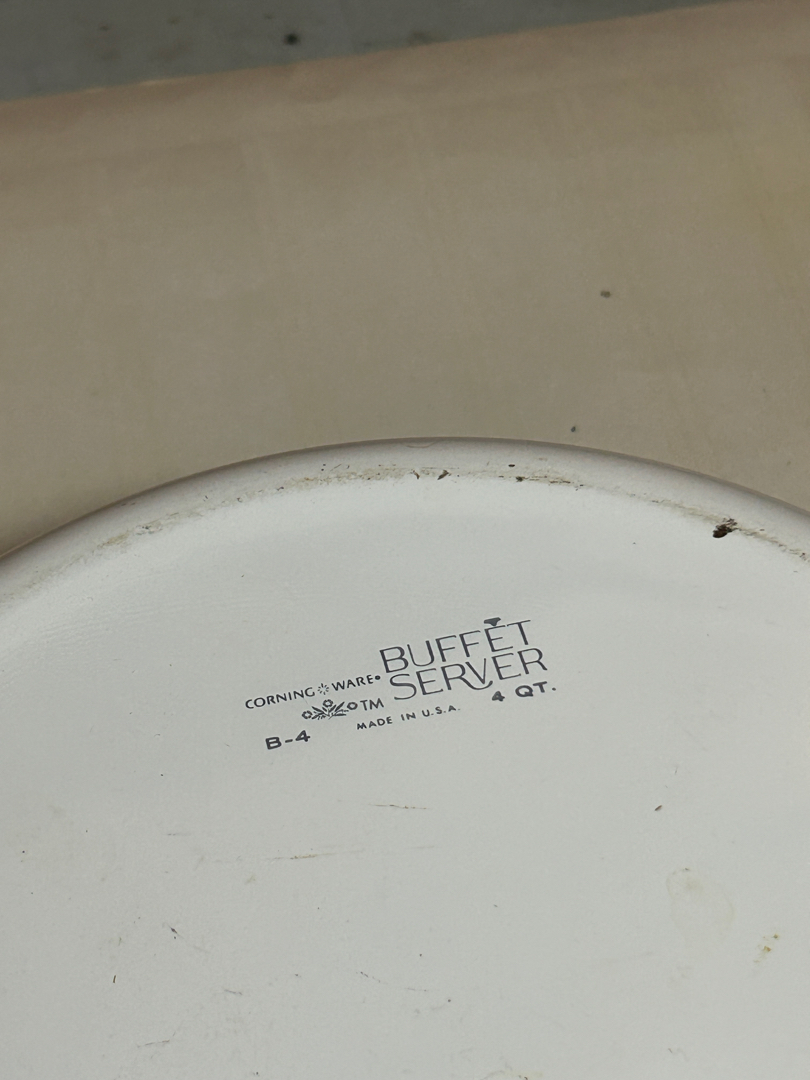 BUFFET
SERVER
CORNING WARE®
TM
4 QT.
B-4
MADE IN U.S.A.